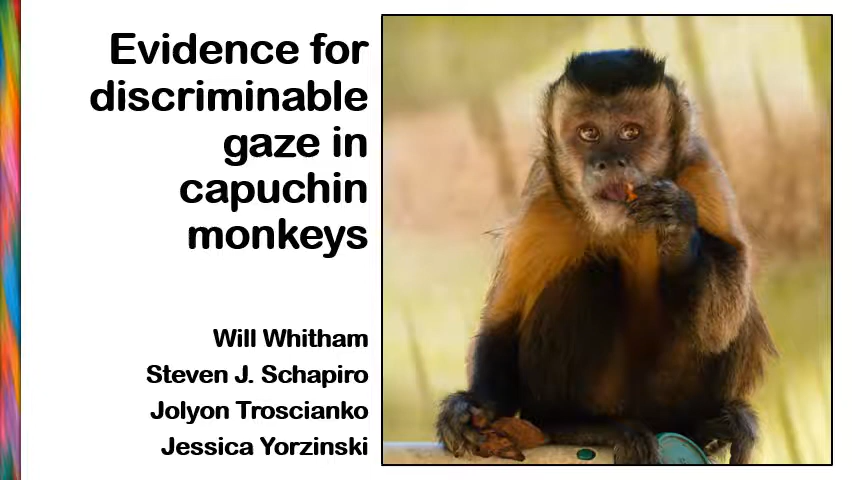 Evidence for
discriminable
gaze in
capuchin
monkeys
Will Whitham
Steven J. Schapiro
Jolyon Troscianko
Jessica Yorzinski